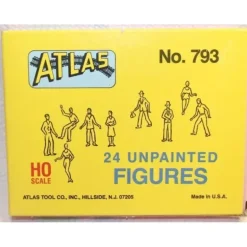 ATLAS
No. 793
HO
SCALE
24 UNPAINTED
FIGURES
ATLAS TOOL CO., INC., HILLSIDE, N.J. 07205
Made in U.S.A.